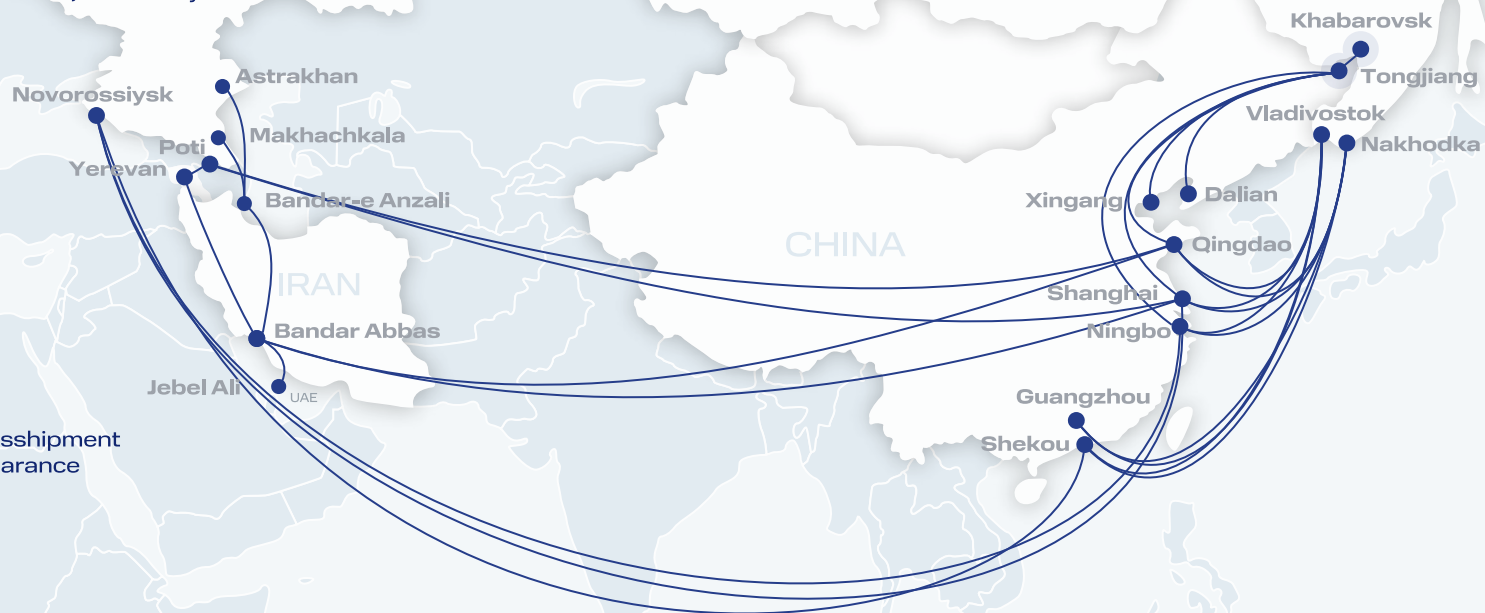 Khabarovsk
Astrakhan
Tongjiang
Novorossiysk
Vladivostok
Makhachkala
Nakhodka
Poti
Yerevan
Bandar-e Anzali
Xingang
Dalian
CHINA
Qingdao
IRAN
Shanghai
Bandar Abbas
Ningbo
Jebel Ali
UAE
Guangzhou
sshipment
Shekou
arance